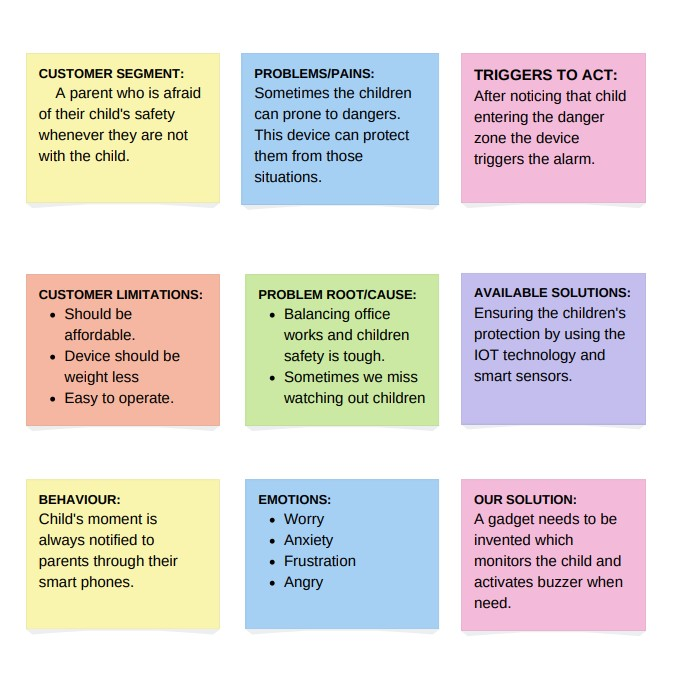 CUSTOMER SEGMENT:
A parent who is afraid
of their child's safety
whenever they are not
with the child.
PROBLEMS/PAINS:
Sometimes the children
can prone to dangers.
This device can protect
them from those
situations.
TRIGGERS TO ACT:
After noticing that child
entering the danger
zone the device
triggers the alarm.
CUSTOMER LIMITATIONS:
• Should be
affordable.
• Device should be
weight less
• Easy to operate.
PROBLEM ROOT/CAUSE:
• Balancing office
works and children
safety is tough.
• Sometimes we miss
watching out children
AVAILABLE SOLUTIONS:
Ensuring the children's
protection by using the
IOT technology and
smart sensors.
BEHAVIOUR:
Child's moment is
always notified to
parents through their
smart phones.
EMOTIONS:
• Worry
• Anxiety
• Frustration
• Angry
OUR SOLUTION:
A gadget needs to be
invented which
monitors the child and
activates buzzer when
need.